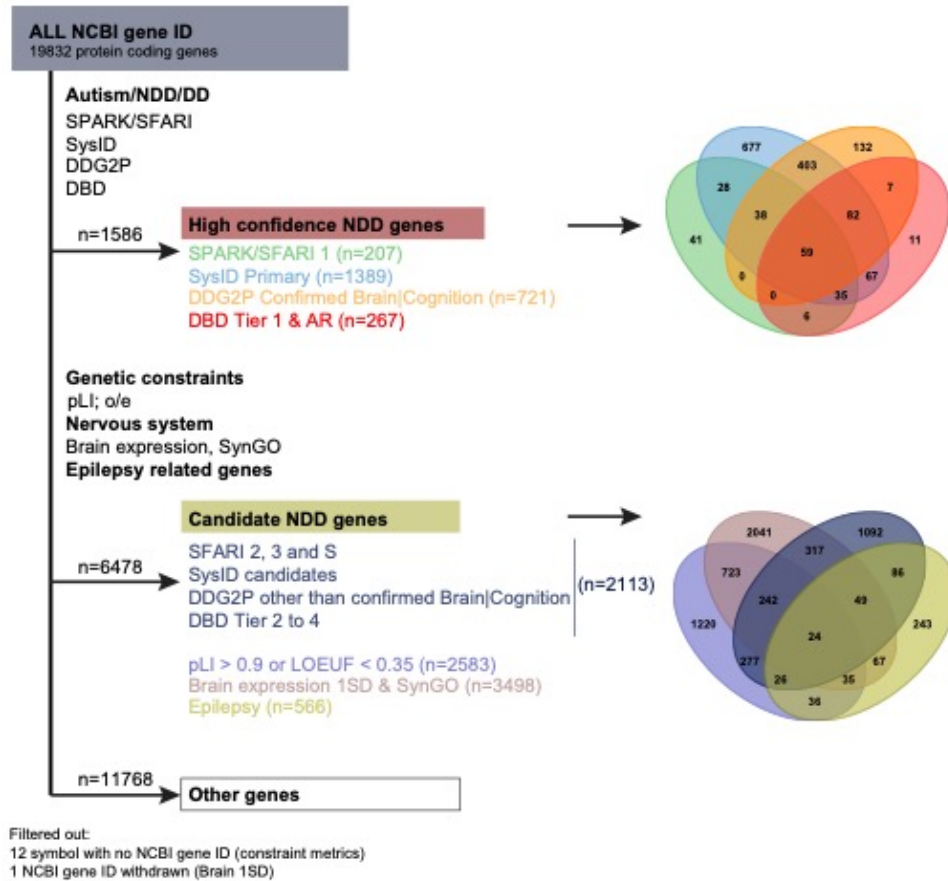 ALL NCBI gene ID
19832 protein coding genes
Autism/NDD/DD
SPARK/SFARI
SysID
DDG2P
DBD
n=1586
High confidence NDD genes
SPARK/SFARI 1 (n=207)
SysID Primary (n=1389)
DDG2P Confirmed Brain|Cognition (n=721)
DBD Tier 1 & AR (n=267)
677
132
403
28
7
38
82
41
59
11
0
67
0
35
6
Genetic constraints
pLI; o/e
Nervous system
Brain expression, SynGO
Epilepsy related genes
n=6478
Candidate NDD genes
SFARI 2, 3 and S
SysID candidates
DDG2P other than confirmed Brain|Cognition
DBD Tier 2 to 4
(n=2113)
pLI > 0.9 or LOEUF < 0.35 (n=2583)
Brain expression 1SD & SynGO (n=3498)
Epilepsy (n=566)
2041
1092
317
723
86
242
49
1220
24
243
277
67
26
35
36
n=11768
Other genes
Filtered out:
12 symbol with no NCBI gene ID (constraint metrics)
1 NCBI gene ID withdrawn (Brain 1SD)